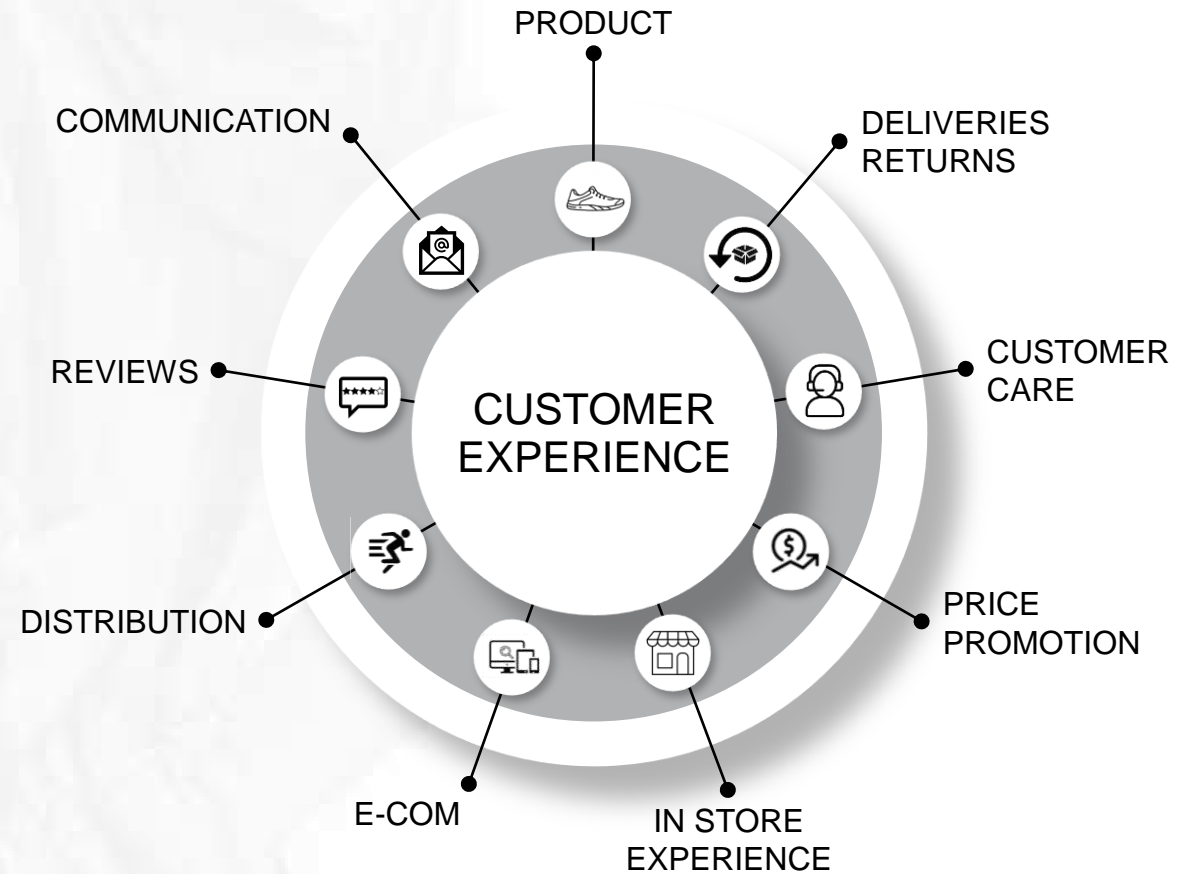 PRODUCT
COMMUNICATION
DELIVERIES
RETURNS
@
REVIEWS
CUSTOMER
CARE
CUSTOMER
EXPERIENCE
$
DISTRIBUTION
PRICE
PROMOTION
E-COM
IN STORE
EXPERIENCE